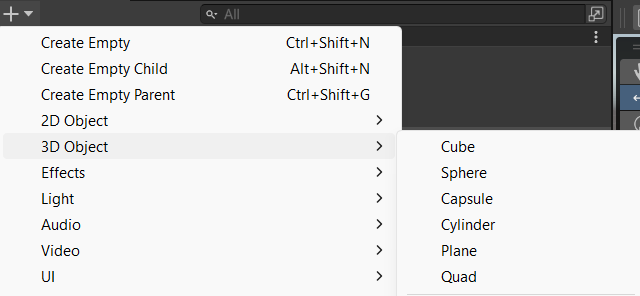 All
Create Empty Ctrl+Shift+N
Create Empty Child Alt+Shift+N
Create Empty Parent Ctrl+Shift+G
2D Object
3D Object
Effects
Light
Audio
Video
UI
Cube
Sphere
Capsule
Cylinder
Plane
Quad